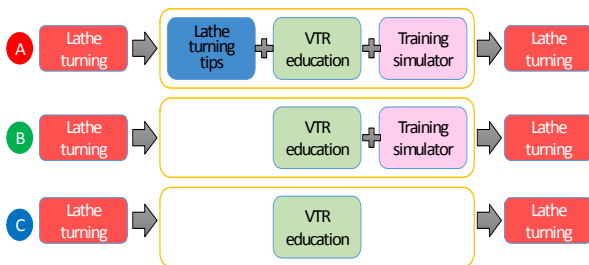 A
Lathe
turning
Lathe
turning
tips
VTR
education
Training
simulator
Lathe
turning
B
Lathe
turning
VTR
education
Training
simulator
Lathe
turning
C
Lathe
turning
VTR
education
Lathe
turning